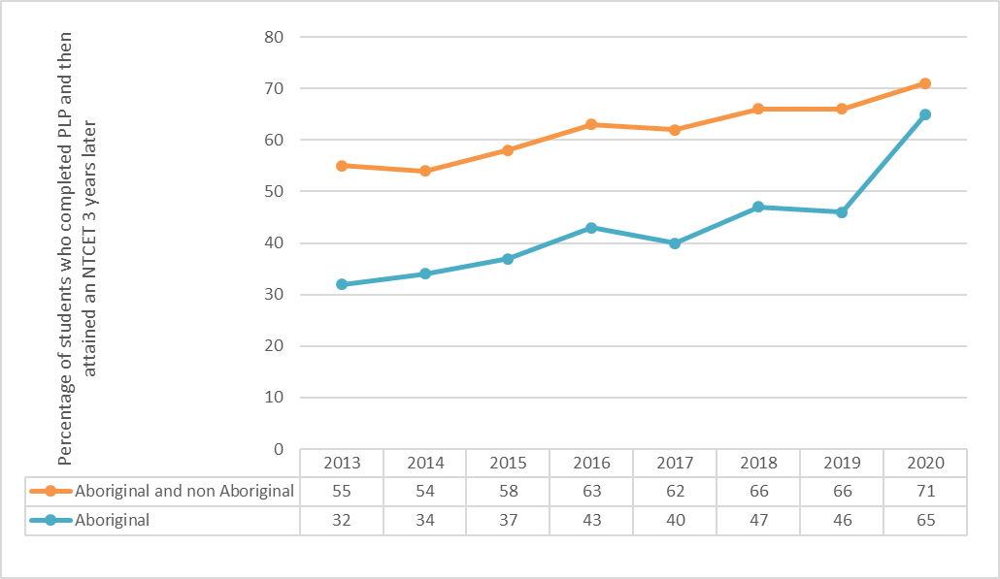 Percentage of students who completed PLP and then
attained an NTCET 3 years later
80
70
60
50
40
30
20
10
0
2013 2014 2015 2016 2017 2018 2019 2020
Aboriginal and non Aboriginal 55 54 58 63 62 66 66 71
Aboriginal 32 34 37 43 40 47 46 65